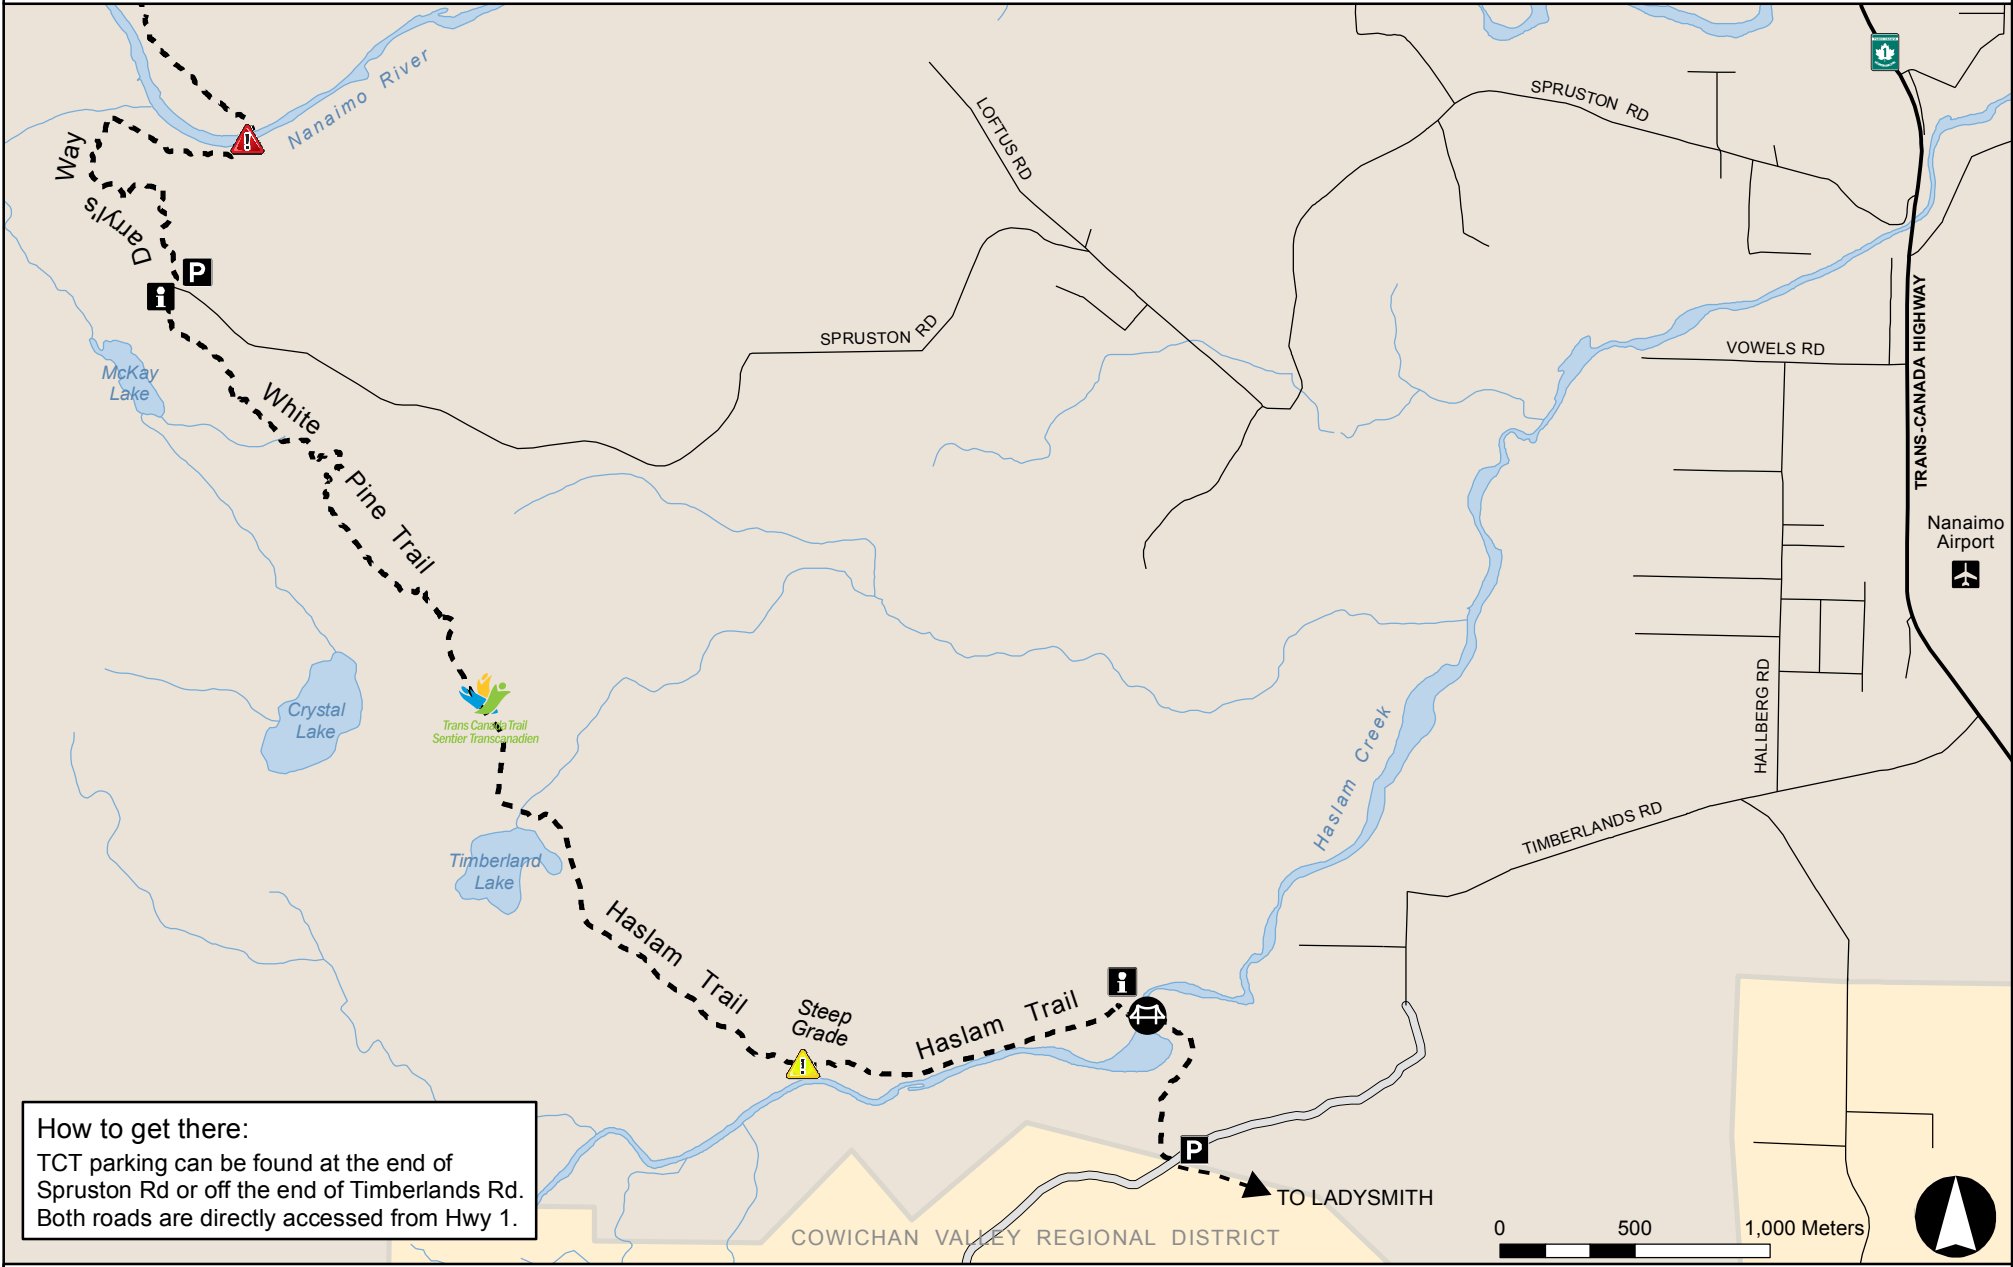 Nanaimo River
Way
Darryl's
P
i
LOFTUS RD
SPRUSTON RD
1
SPRUSTON RD
TRANS-CANADA HIGHWAY
VOWELS RD
McKay
Lake
White
Pine Trail
Nanaimo
Airport
Crystal
Lake
Trans Canada Trail
Sentier Transcanadien
HALLBERG RD
Haslam Creek
TIMBERLANDS RD
Timberland
Lake
Haslam Trail
Steep
Grade
!
!
Haslam Trail
i
P
TO LADYSMITH
COWICHAN VALLEY REGIONAL DISTRICT
How to get there:
TCT parking can be found at the end of
Spruston Rd or off the end of Timberlands Rd.
Both roads are directly accessed from Hwy 1.
0 500 1,000 Meters